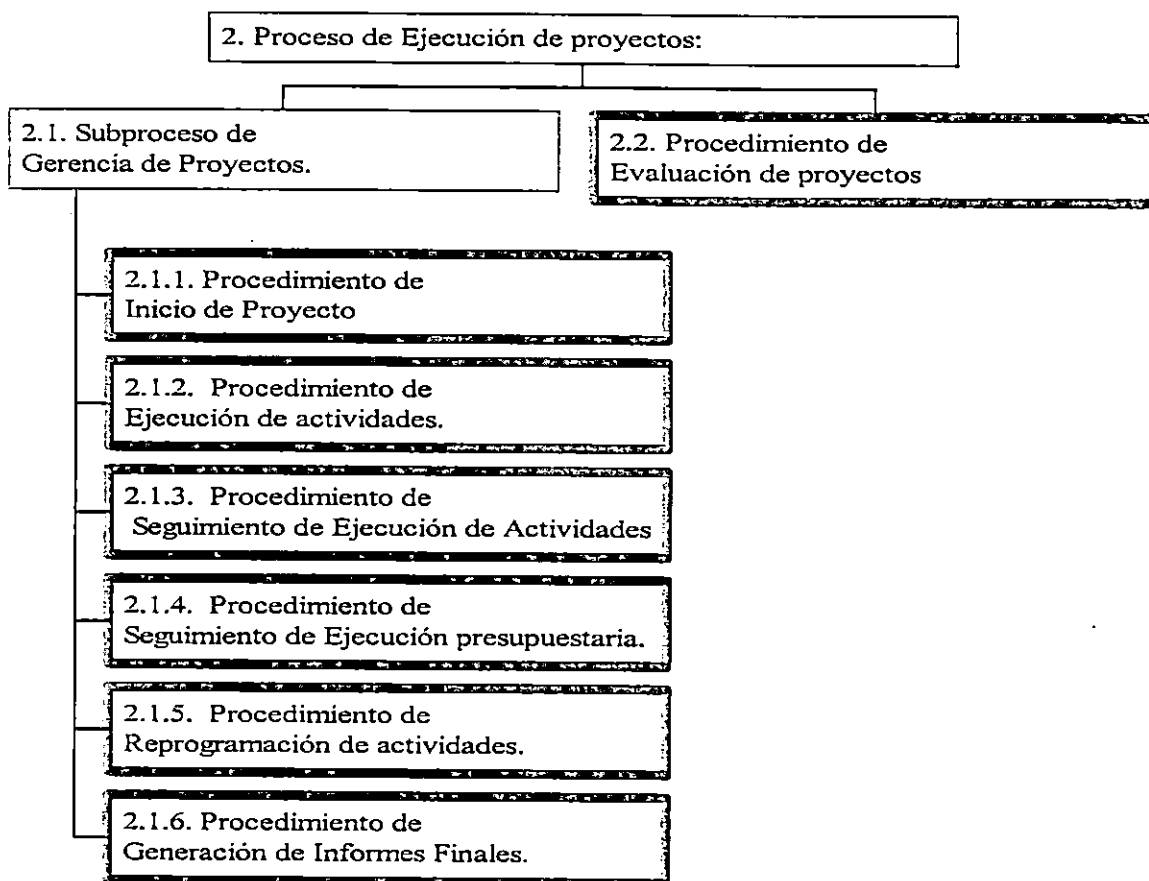 2. Proceso de Ejecución de proyectos:
2.1. Subproceso de
Gerencia de Proyectos.
2.2. Procedimiento de
Evaluación de proyectos
2.1.1. Procedimiento de
Inicio de Proyecto
2.1.2. Procedimiento de
Ejecución de actividades.
2.1.3. Procedimiento de
Seguimiento de Ejecución de Actividades
2.1.4. Procedimiento de
Seguimiento de Ejecución presupuestaria.
2.1.5. Procedimiento de
Reprogramación de actividades.
2.1.6. Procedimiento de
Generación de Informes Finales.